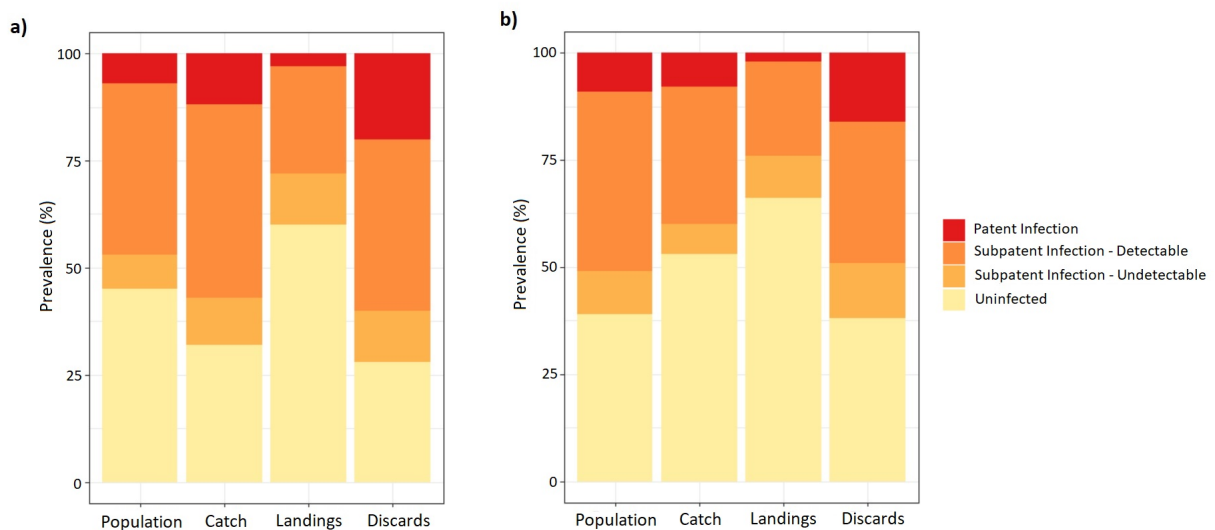 a)
100
75
50
25
0
Prevalence (%)
Population Catch Landings Discards
b)
100
75
50
25
0
Prevalence (%)
Population Catch Landings Discards
Patent Infection
Subpatent Infection - Detectable
Subpatent Infection - Undetectable
Uninfected